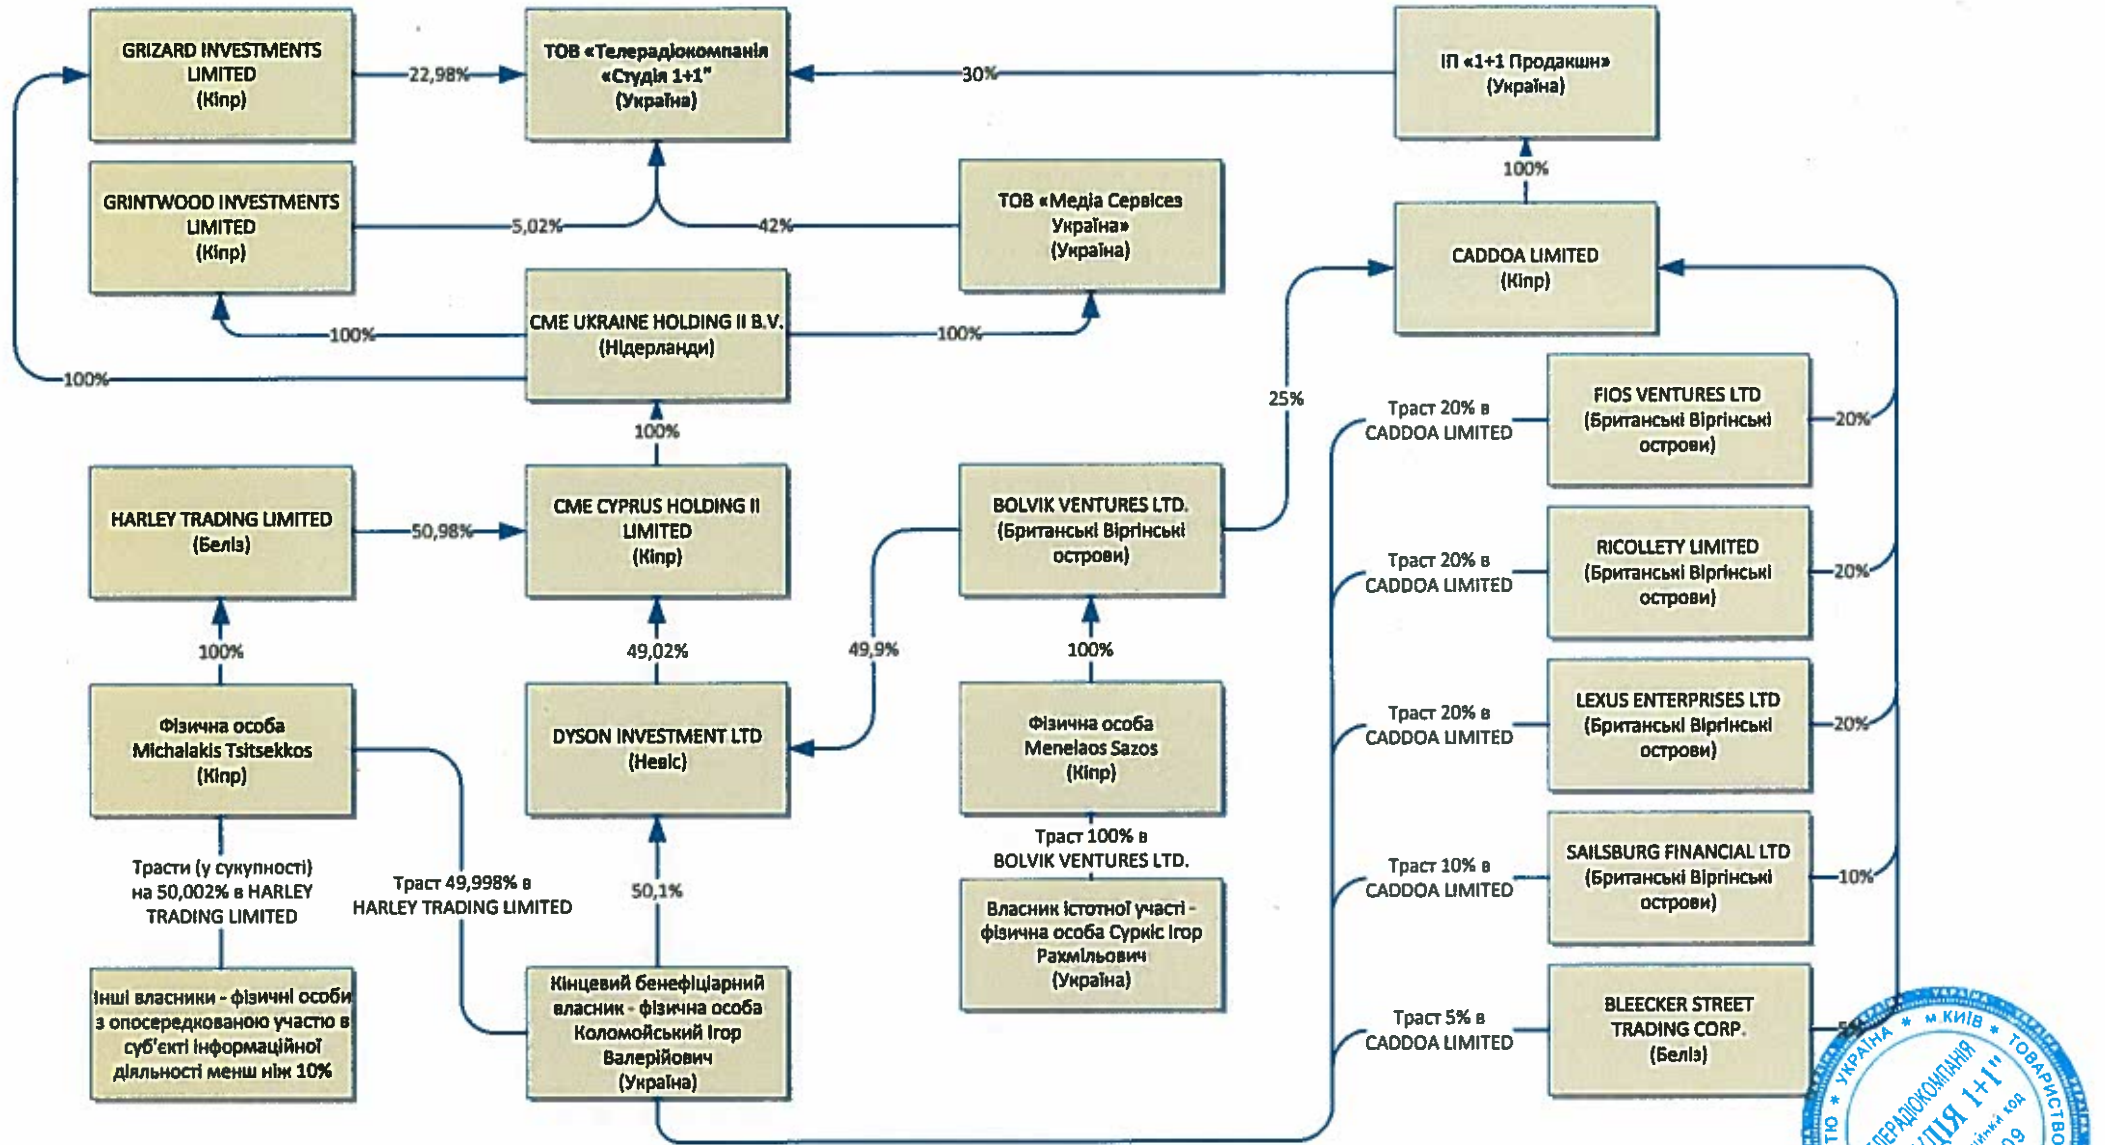 GRIZARD INVESTMENTS
LIMITED
(Кіпр)
22,98%
ТОВ «Телерадіокомпанія
«Студія 1+1"
(Україна)
30%
ІП «1+1 Продакшн»
(Україна)
100%
GRINTWOOD INVESTMENTS
LIMITED
(Кіпр)
5,02%
42%
ТОВ «Медіа Сервісез
Україна»
(Україна)
CADDOA LIMITED
(Кіпр)
100%
CME UKRAINE HOLDING II B.V.
(Нідерланди)
100%
100%
25%
Траст 20% в
CADDOA LIMITED
FIOS VENTURES LTD
(Британські Віргінські
острови)
20%
100%
HARLEY TRADING LIMITED
(Беліз)
50,98%
CME CYPRUS HOLDING II
LIMITED
(Кіпр)
BOLVIK VENTURES LTD.
(Британські Віргінські
острови)
Траст 20% в
CADDOA LIMITED
RICOLLETY LIMITED
(Британські Віргінські
острови)
20%
100%
49,02%
49,9%
100%
Фізична особа
Michalakis Tsitsekkos
(Кіпр)
DYSON INVESTMENT LTD
(Невіс)
Фізична особа
Menelaos Sazos
(Кіпр)
Траст 20% в
CADDOA LIMITED
LEXUS ENTERPRISES LTD
(Британські Віргінські
острови)
20%
Трасти (у сукупності)
на 50,002% в HARLEY
TRADING LIMITED
Траст 49,998% в
HARLEY TRADING LIMITED
50,1%
Траст 100% в
BOLVIK VENTURES LTD.
Траст 10% в
CADDOA LIMITED
SAILSBURG FINANCIAL LTD
(Британські Віргінські
острови)
10%
Інші власники - фізичні особи
з опосередкованою участю в
суб'єкті інформаційної
діяльності менш ніж 10%
Кінцевий бенефіціарний
власник - фізична особа
Коломойський Ігор
Валерійович
(Україна)
Власник істотної участі -
фізична особа Суркіс Ігор
Рахмільович
(Україна)
Траст 5% в
CADDOA LIMITED
BLEECKER STREET
TRADING CORP.
(Беліз)
5%
УКРАЇНА * м.КИЇВ * ТОВАРИСТВО